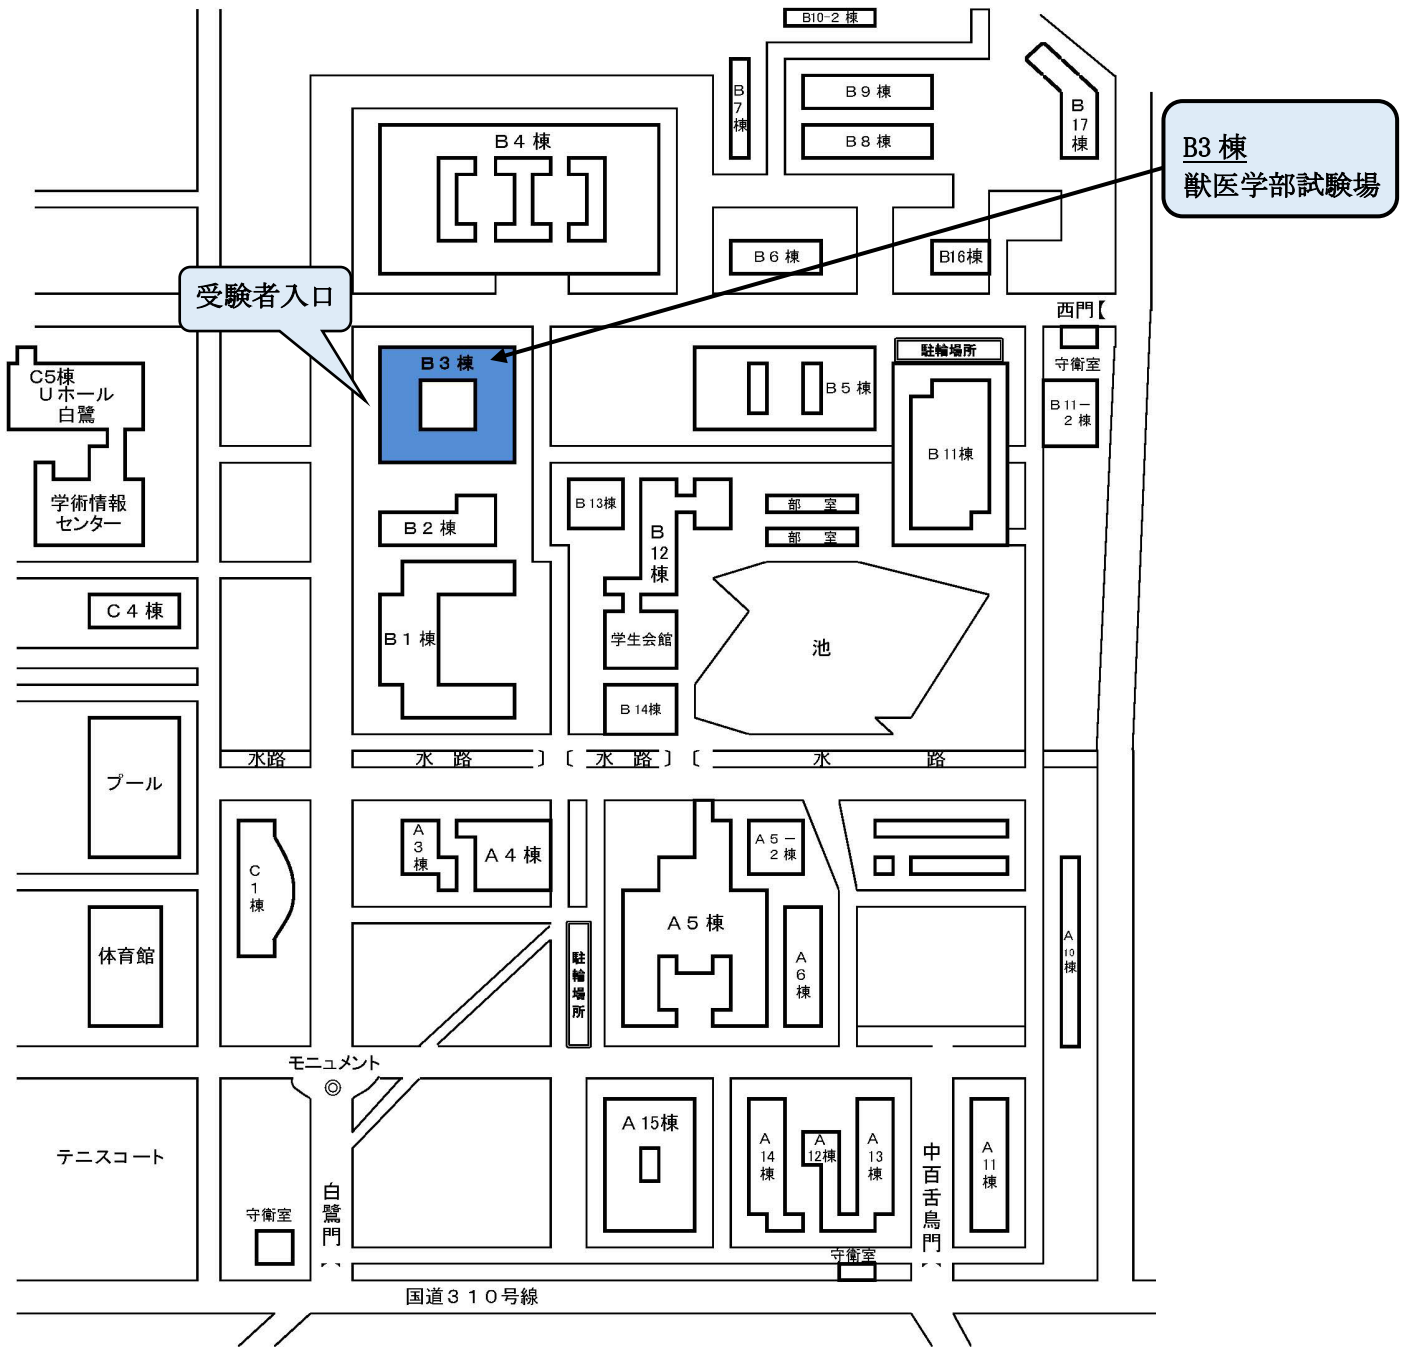 B10-2 棟
B
7
棟
B 9 棟
B 8 棟
B
17
棟
B3 棟
獣医学部試験場
B 4 棟
B 6 棟
B16棟
受験者入口
西門
守衛室
B 3 棟
駐輪場所
C5棟
Uホール
白鷺
B 5 棟
B 11－
2 棟
B 11棟
学術情報
センター
B 2 棟
B 13棟
B
12
棟
部 室
部 室
C 4 棟
B 1 棟
学生会館
池
B 14棟
水路
水 路
水 路
水 路
プール
A
3
棟
A 4 棟
A 5 －
2 棟
C
1
棟
A 5 棟
A
6
棟
A
10
棟
体育館
駐
輪
場
所
モニュメント
テニスコート
A 15棟
A
14
棟
A
12棟
A
13
棟
中
百
舌
鳥
門
A
11
棟
白
鷺
門
守衛室
守衛室
国道３１０号線